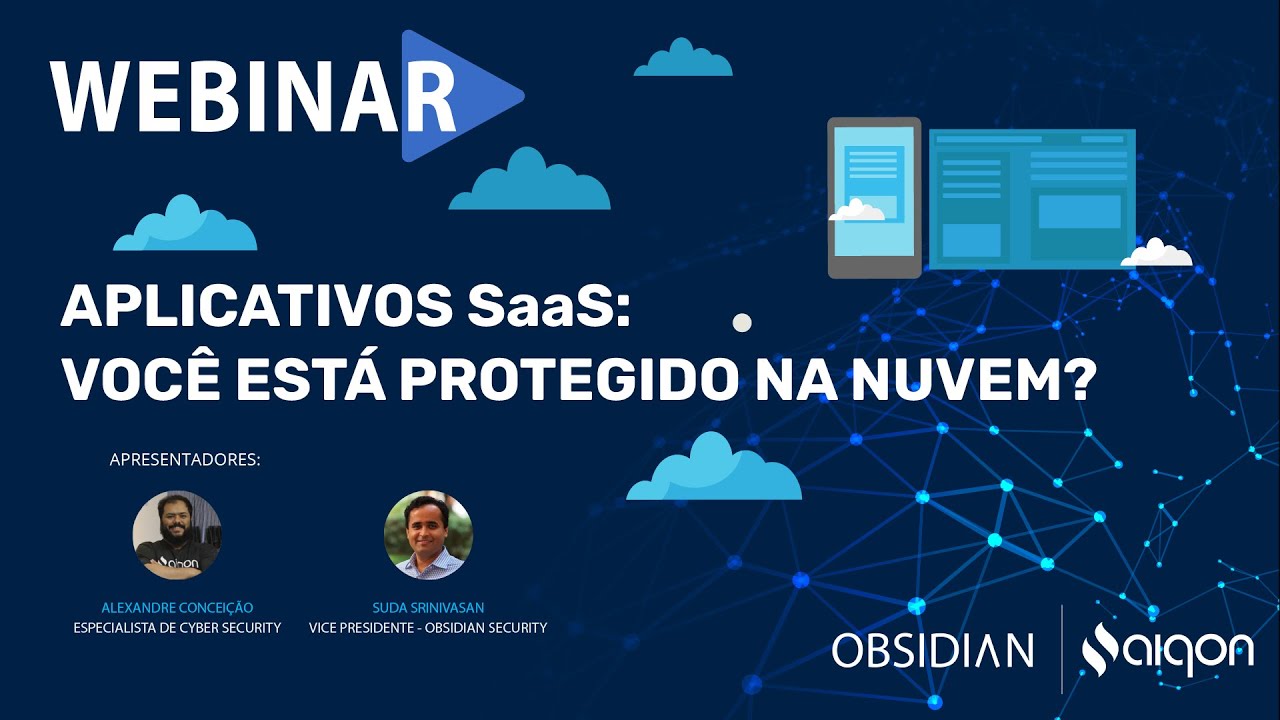 WEBINAR
APLICATIVOS SaaS:
VOCÊ ESTÁ PROTEGIDO NA NUVEM?
APRESENTADORES:
aiqon
ALEXANDRE CONCEIÇÃO
ESPECIALISTA DE CYBER SECURITY
SUDA SRINIVASAN
VICE PRESIDENTE - OBSIDIAN SECURITY
OBSIDIAN
aiqon